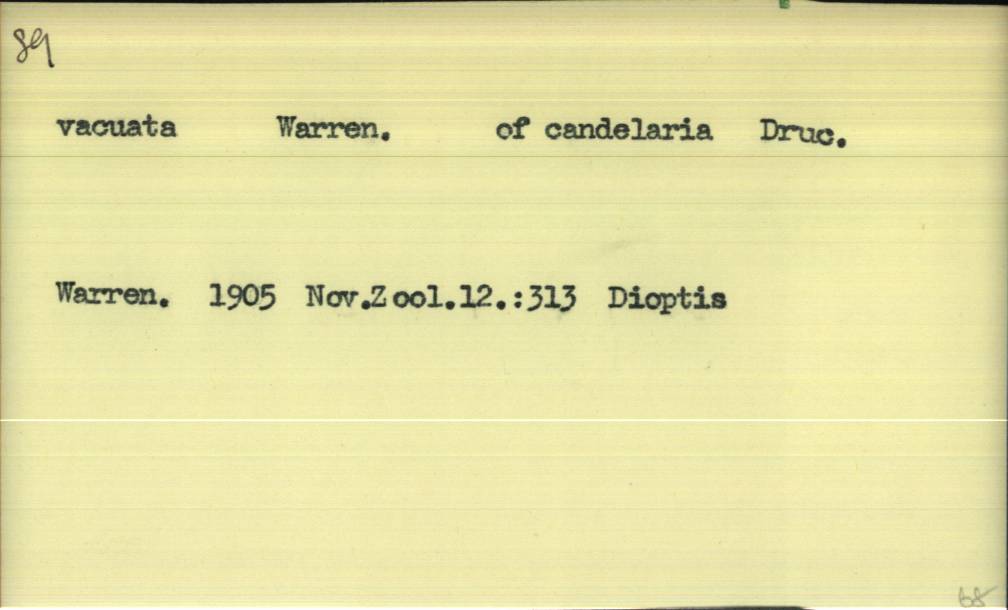 89
vacuata Warren. of candelaria Druc.
Warren. 1905 Nov.Zool.12.:313 Dioptis
68